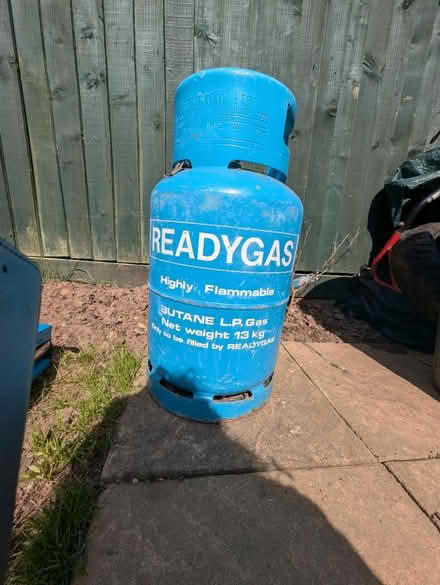 READYGAS
Highly Flammable
BUTANE L.P. Gas
Net weight 13 kg
Only to be filled by READYGAS